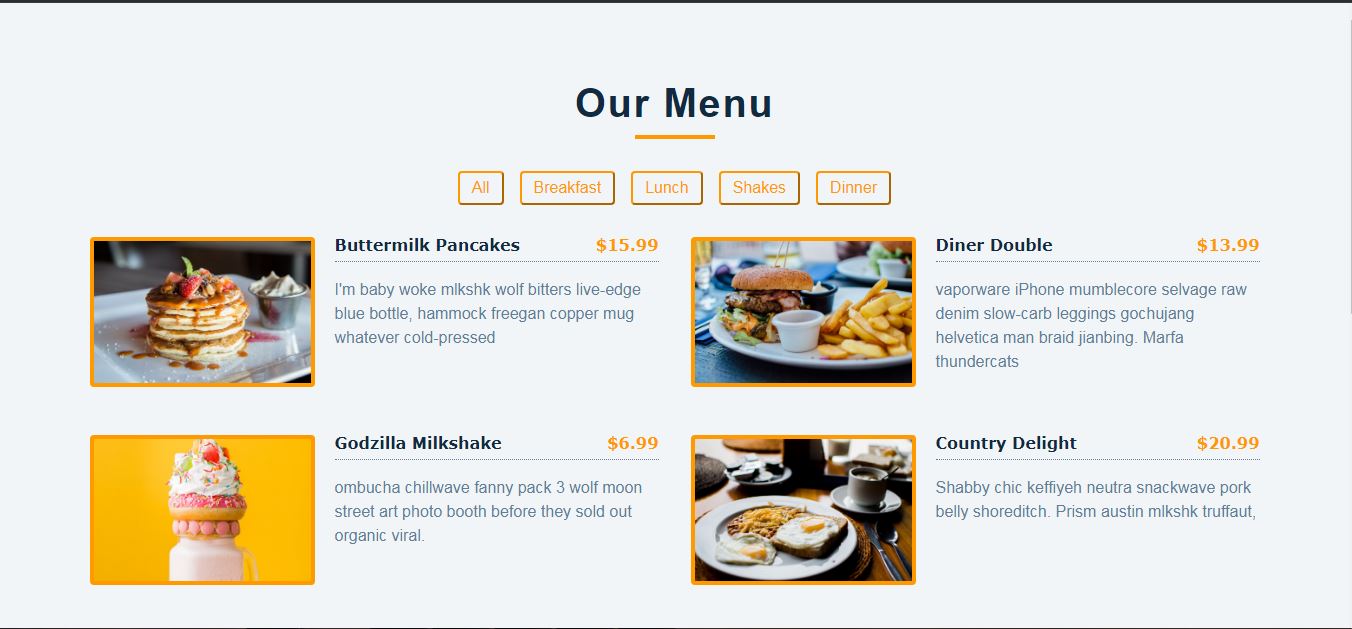 Our Menu
All Breakfast Lunch Shakes Dinner
Buttermilk Pancakes $15.99
I'm baby woke mlkshk wolf bitters live-edge
blue bottle, hammock freegan copper mug
whatever cold-pressed
Diner Double $13.99
vaporware iPhone mumblecore selvage raw
denim slow-carb leggings gochujang
helvetica man braid jianbing. Marfa
thundercats
Godzilla Milkshake $6.99
ombucha chillwave fanny pack 3 wolf moon
street art photo booth before they sold out
organic viral.
Country Delight $20.99
Shabby chic keffiyeh neutra snackwave pork
belly shoreditch. Prism austin mlkshk truffaut,